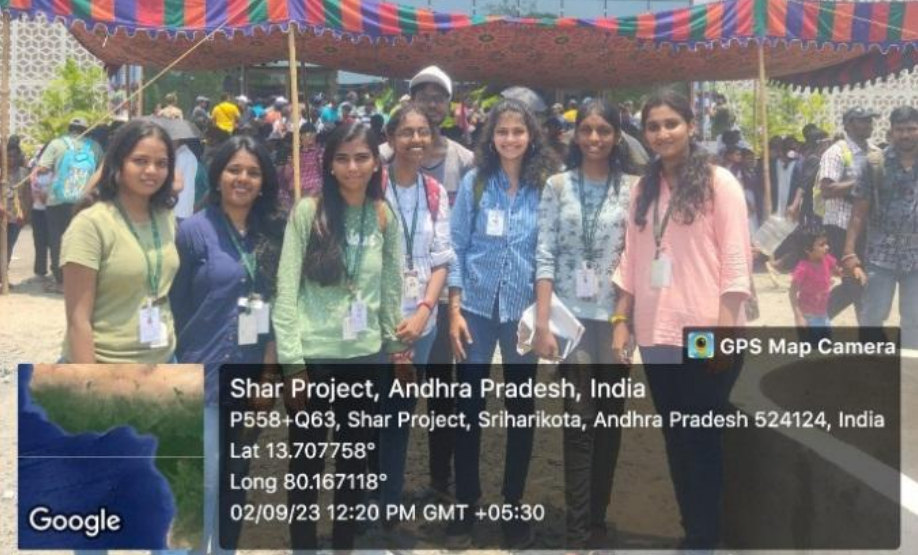 GPS Map Camera
Shar Project, Andhra Pradesh, India
P558+Q63, Shar Project, Sriharikota, Andhra Pradesh 524124, India
Lat 13.707758°
Long 80.167118°
02/09/23 12:20 PM GMT +05:30
Google